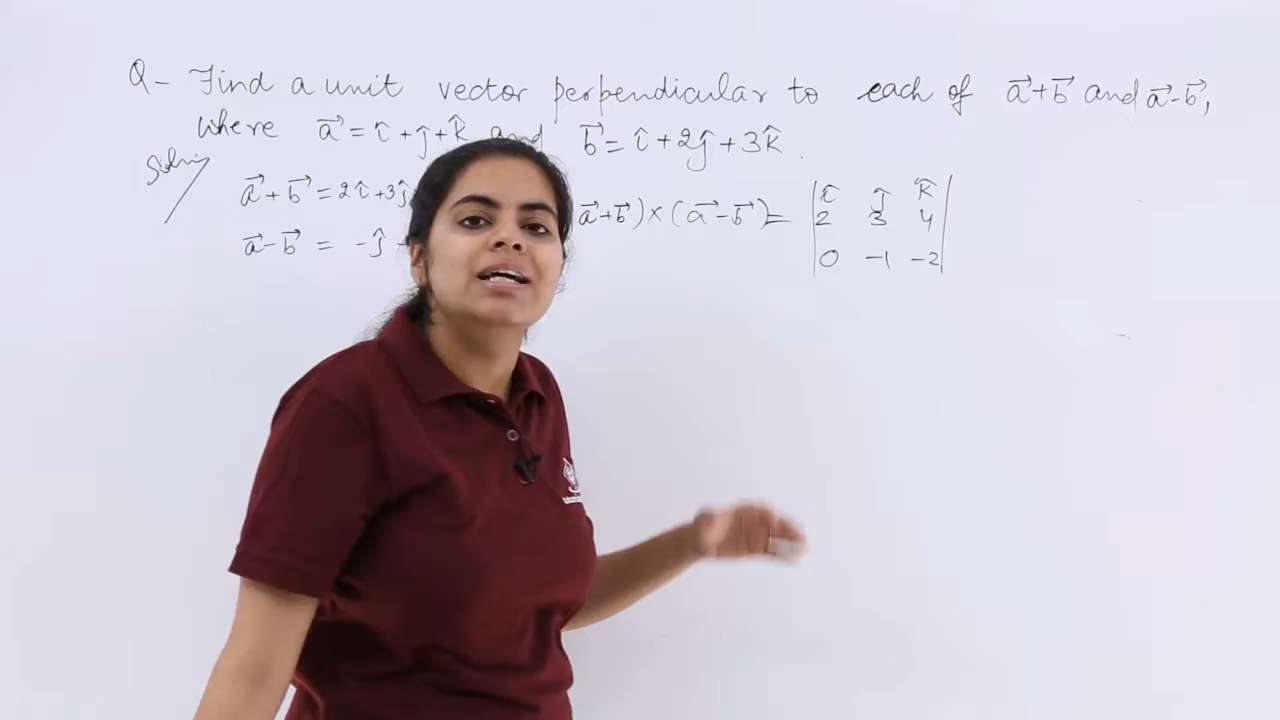 Q- Find a unit vector perpendicular to each of a⃗+b⃗ and a⃗-b⃗,
where a⃗ = î + ĵ + k̂ and b⃗ = î + 2ĵ + 3k̂.
Soln
a⃗+b⃗ = 2î+3ĵ a⃗+b⃗) × (a⃗-b⃗) = | î ĵ k̂ |
| 2 3 4 |
a⃗-b⃗ = -ĵ - | 0 -1 -2 |